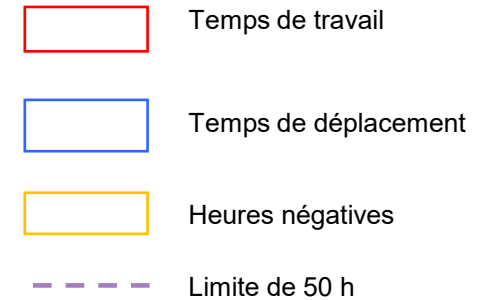 Temps de travail
Temps de déplacement
Heures négatives
Limite de 50 h